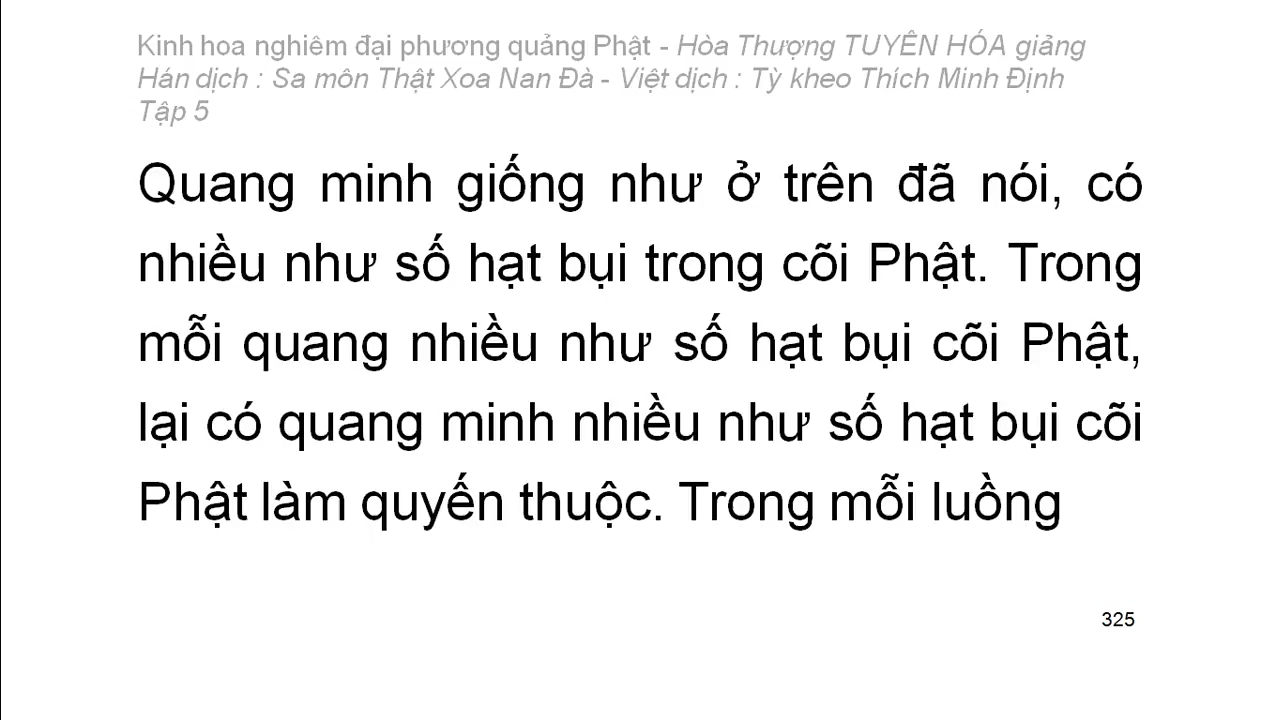 Kinh hoa nghiêm đại phương quảng Phật - Hòa Thượng TUYÊN HÓA giảng
Hán dịch : Sa môn Thật Xoa Nan Đà - Việt dịch : Tỳ kheo Thích Minh Định
Tập 5
Quang minh giống như ở trên đã nói, có
nhiều như số hạt bụi trong cõi Phật. Trong
mỗi quang nhiều như số hạt bụi cõi Phật,
lại có quang minh nhiều như số hạt bụi cõi
Phật làm quyến thuộc. Trong mỗi luồng
325